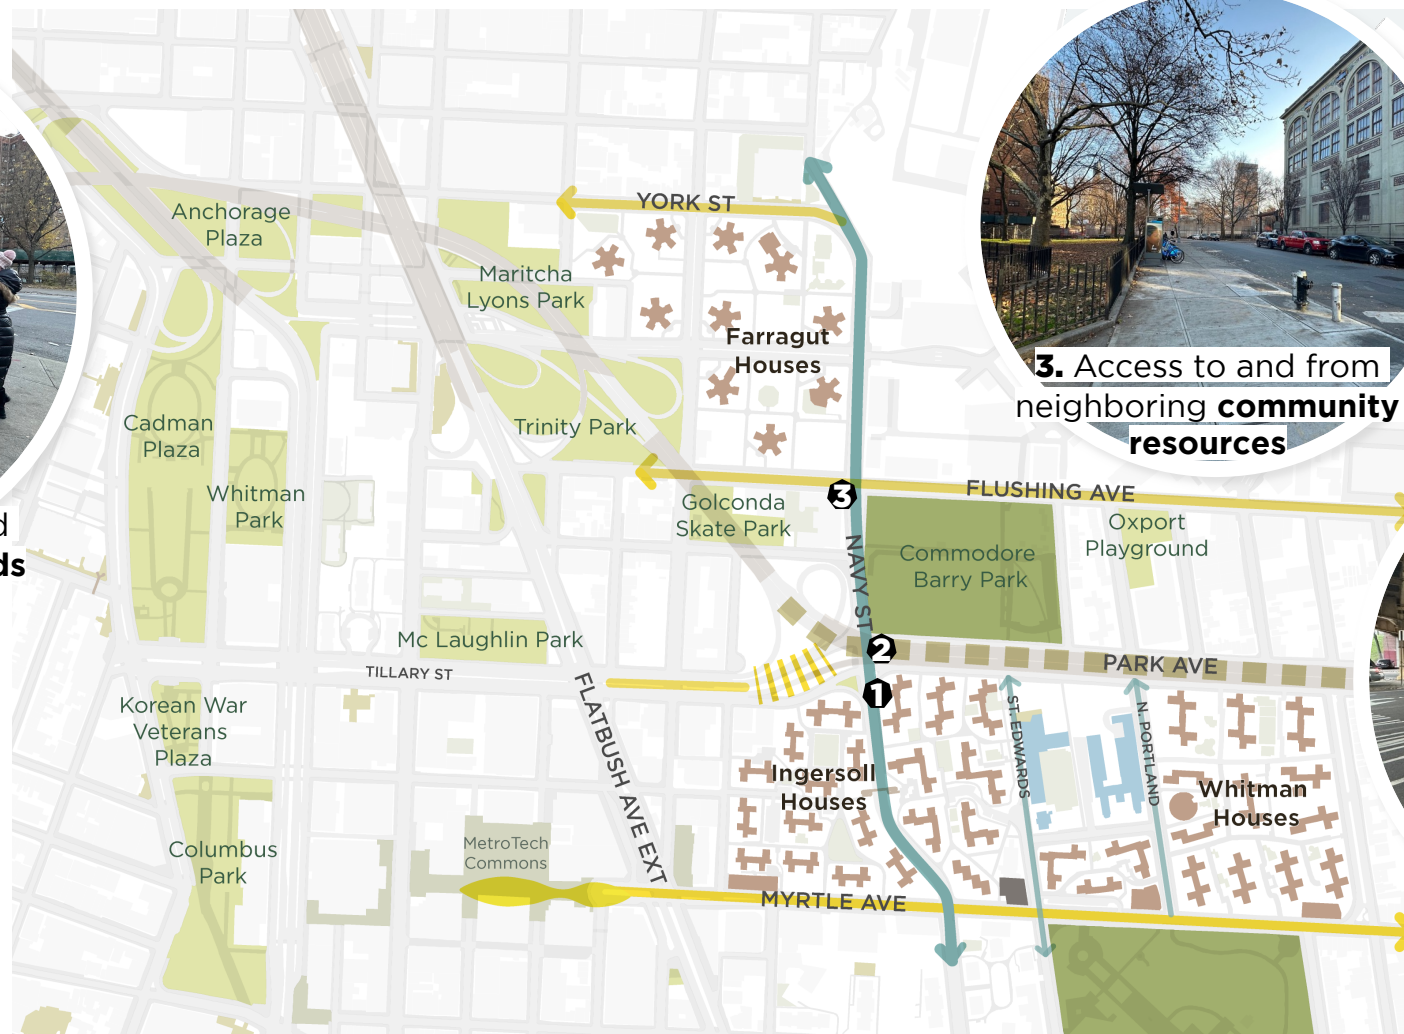 YORK ST
Anchorage
Plaza
Maritcha
Lyons Park
Farragut
Houses
3. Access to and from
neighboring community
resources
Cadman
Plaza
Trinity Park
Whitman
Park
3
FLUSHING AVE
Golconda
Skate Park
Oxport
Playground
d
ds
NAVY ST
Commodore
Barry Park
Mc Laughlin Park
2
PARK AVE
TILLARY ST
1
FLATBUSH AVE EXT
ST. EDWARDS
N. PORTLAND
Korean War
Veterans
Plaza
Ingersoll
Houses
Whitman
Houses
MetroTech
Commons
Columbus
Park
MYRTLE AVE